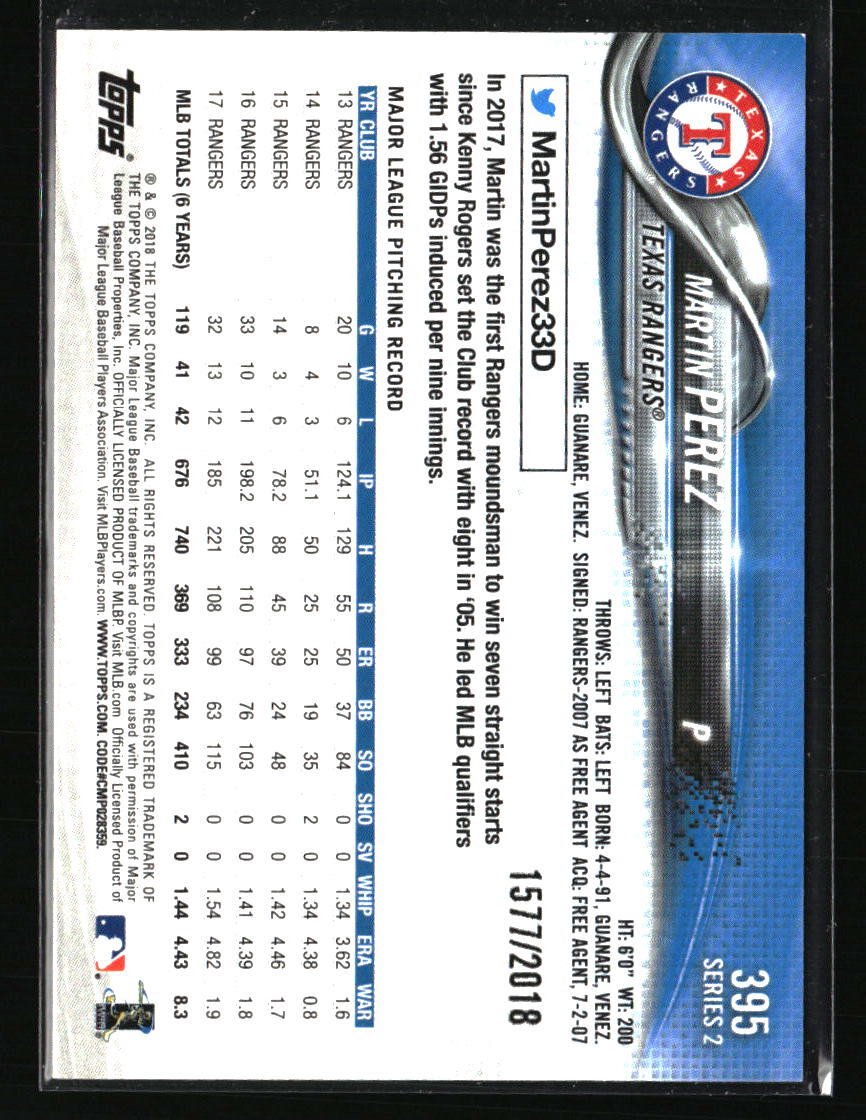 395
SERIES 2
TEXAS
RANGERS
T
MARTIN PEREZ P
TEXAS RANGERS®
HT: 6'0" WT: 200
THROWS: LEFT BATS: LEFT BORN: 4-4-91, GUANARE, VENEZ.
HOME: GUANARE, VENEZ. SIGNED: RANGERS-2007 AS FREE AGENT ACQ: FREE AGENT, 7-2-07
MartinPerez33D
1577/2018
In 2017, Martin was the first Rangers moundsman to win seven straight starts
since Kenny Rogers set the Club record with eight in '05. He led MLB qualifiers
with 1.56 GIDPs induced per nine innings.
MAJOR LEAGUE PITCHING RECORD
YR CLUB G W L IP H R ER BB SO SHO SV WHIP ERA WAR
13 RANGERS 20 10 6 124.1 129 55 50 37 84 0 0 1.34 3.62 1.6
14 RANGERS 8 4 3 51.1 50 25 25 19 35 2 0 1.34 4.38 0.8
15 RANGERS 14 3 6 78.2 88 45 39 24 48 0 0 1.42 4.46 1.7
16 RANGERS 33 10 11 198.2 205 110 97 76 103 0 0 1.41 4.39 1.8
17 RANGERS 32 13 12 185 221 108 99 63 115 0 0 1.54 4.82 1.9
MLB TOTALS (6 YEARS) 119 41 42 676 740 369 333 234 410 2 0 1.44 4.43 8.3
topps®
® & © 2018 THE TOPPS COMPANY, INC. ALL RIGHTS RESERVED. TOPPS IS A REGISTERED TRADEMARK OF
THE TOPPS COMPANY, INC. Major League Baseball trademarks and copyrights are used with permission of Major
League Baseball Properties, Inc. OFFICIALLY LICENSED PRODUCT OF MLBP. Visit MLB.com Officially Licensed Product of
Major League Baseball Players Association. Visit MLBPlayers.com. WWW.TOPPS.COM. CODE#CMP028359.